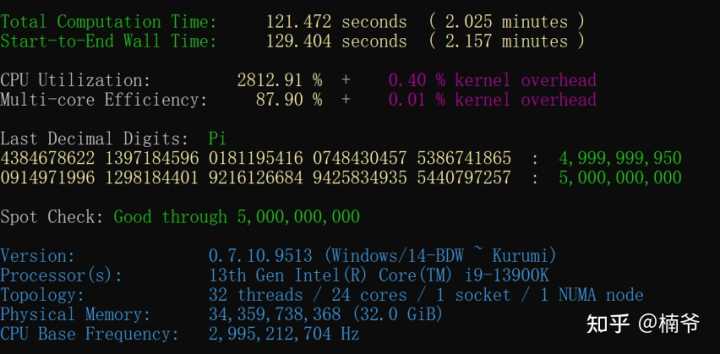 Total Computation Time: 121.472 seconds ( 2.025 minutes )
Start-to-End Wall Time: 129.404 seconds ( 2.157 minutes )
CPU Utilization: 2812.91 % + 0.40 % kernel overhead
Multi-core Efficiency: 87.90 % + 0.01 % kernel overhead
Last Decimal Digits: Pi
4384678622 1397184596 0181195416 0748430457 5386741865 : 4,999,999,950
0914971996 1298184401 9216126684 9425834935 5440797257 : 5,000,000,000
Spot Check: Good through 5,000,000,000
Version: 0.7.10.9513 (Windows/14-BDW ~ Kurumi)
Processor(s): 13th Gen Intel(R) Core(TM) i9-13900K
Topology: 32 threads / 24 cores / 1 socket / 1 NUMA node
Physical Memory: 34,359,738,368 (32.0 GiB)
CPU Base Frequency: 2,995,212,704 Hz
知乎 @楠爷